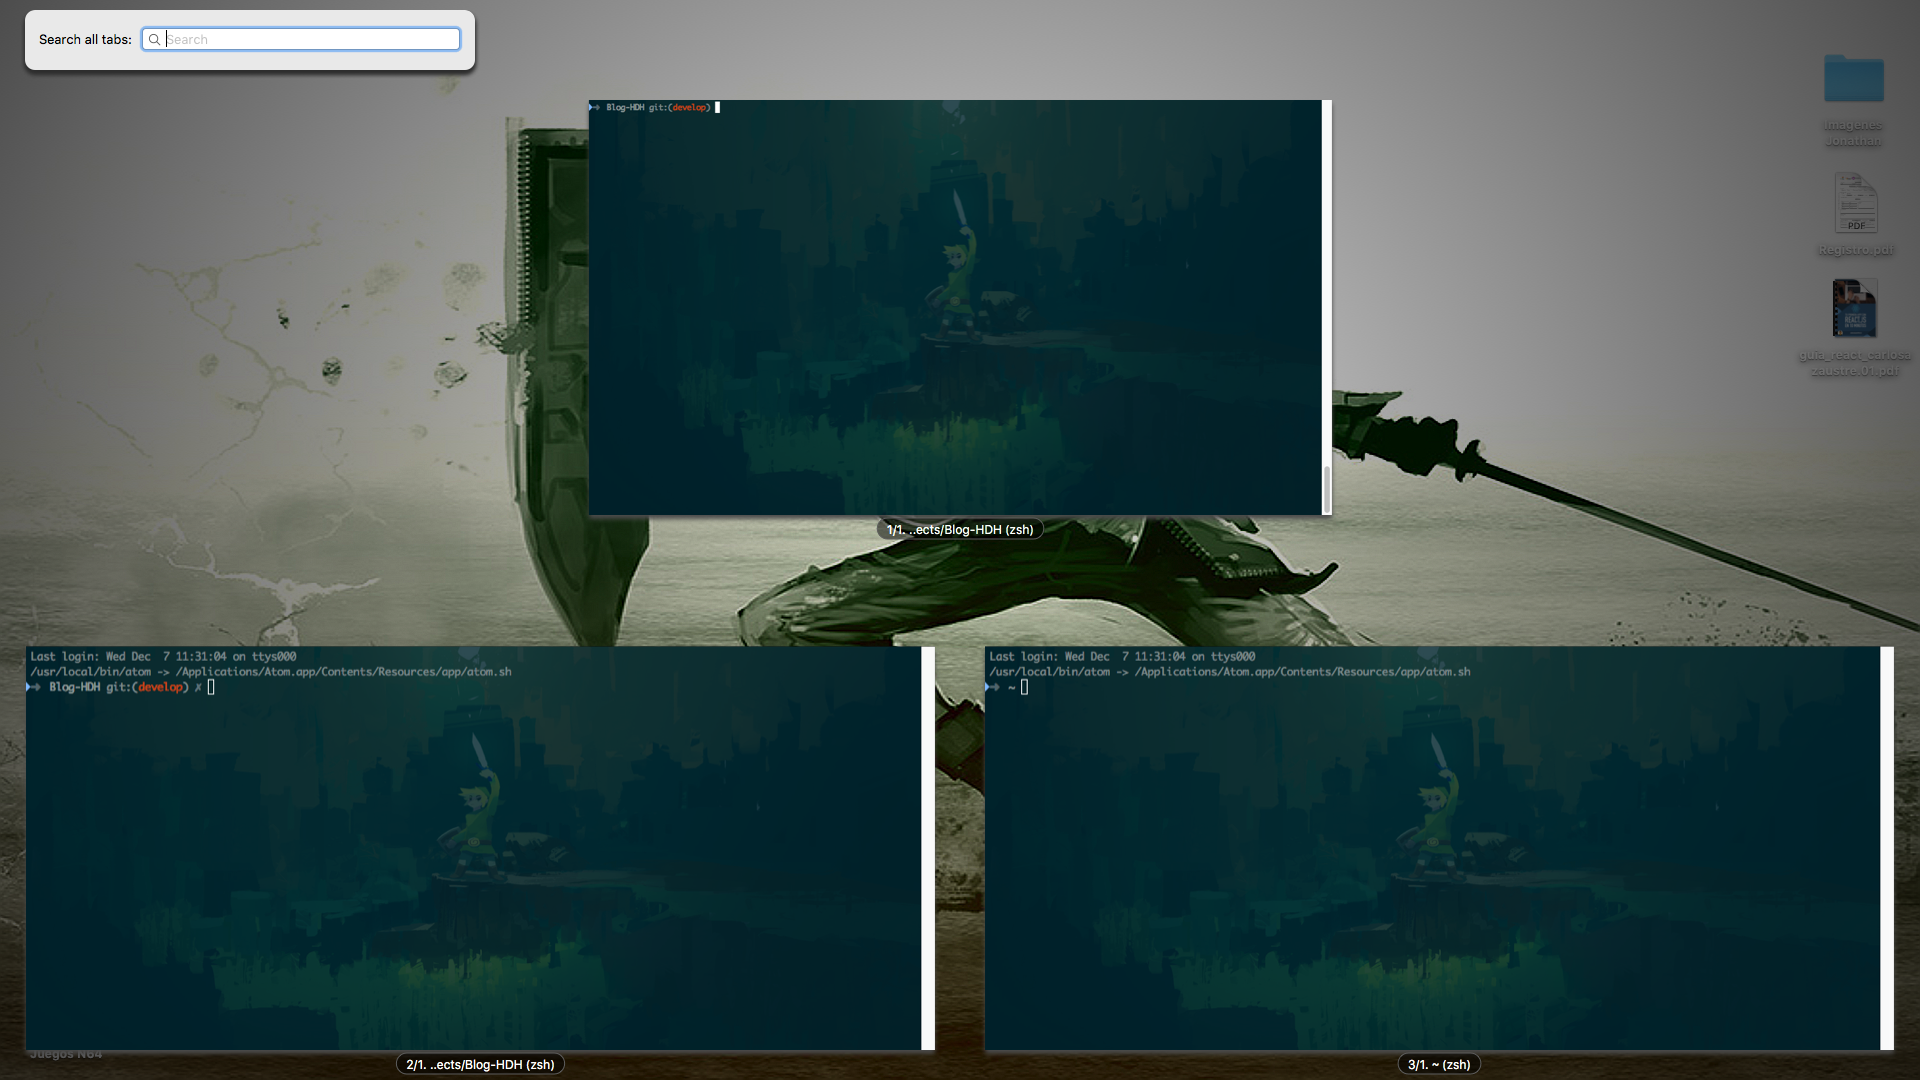 Search all tabs:
Search
Blog-HDH git:(develop)
1/1. ..ects/Blog-HDH (zsh)
Imagenes
Jonathan
PDF
Registro.pdf
REACT.JS
guia_react_carlosa
zaustre.01.pdf
Last login: Wed Dec  7 11:31:04 on ttys000
/usr/local/bin/atom -> /Applications/Atom.app/Contents/Resources/app/atom.sh
Blog-HDH git:(develop) ✗
2/1. ..ects/Blog-HDH (zsh)
Last login: Wed Dec  7 11:31:04 on ttys000
/usr/local/bin/atom -> /Applications/Atom.app/Contents/Resources/app/atom.sh
~
3/1. ~ (zsh)
Juegos N64